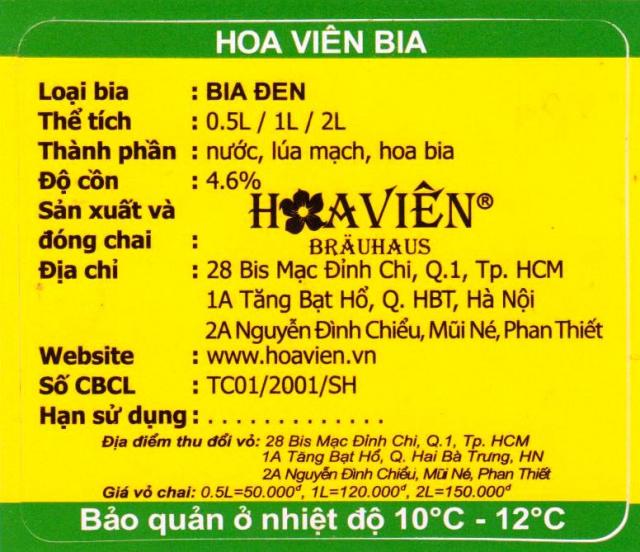 HOA VIÊN BIA
Loại bia : BIA ĐEN
Thể tích : 0.5L / 1L / 2L
Thành phần : nước, lúa mạch, hoa bia
Độ cồn : 4.6%
Sản xuất và
đóng chai :
HOAVIÊN®
BRÄUHAUS
Địa chỉ : 28 Bis Mạc Đỉnh Chi, Q.1, Tp. HCM
1A Tăng Bạt Hổ, Q. HBT, Hà Nội
2A Nguyễn Đình Chiểu, Mũi Né, Phan Thiết
Website : www.hoavien.vn
Số CBCL : TC01/2001/SH
Hạn sử dụng : . . . . . . . . . . . . .
Địa điểm thu đổi vỏ: 28 Bis Mạc Đỉnh Chi, Q.1, Tp. HCM
1A Tăng Bạt Hổ, Q. Hai Bà Trưng, HN
2A Nguyễn Đình Chiểu, Mũi Né, Phan Thiết
Giá vỏ chai: 0.5L=50.000đ, 1L=120.000đ, 2L=150.000đ
Bảo quản ở nhiệt độ 10°C - 12°C